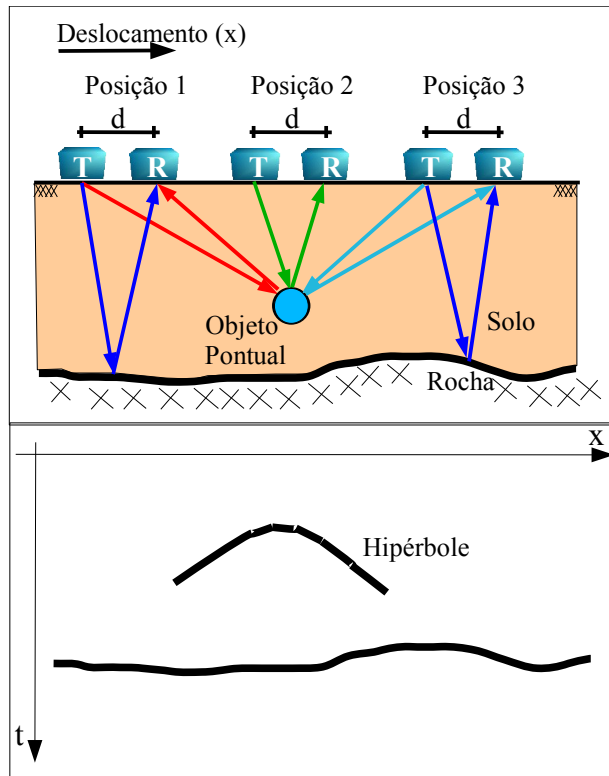 Deslocamento (x)
Posição 1 Posição 2 Posição 3
d d d
T R T R T R
Objeto
Pontual
Solo
Rocha
x
Hipérbole
t